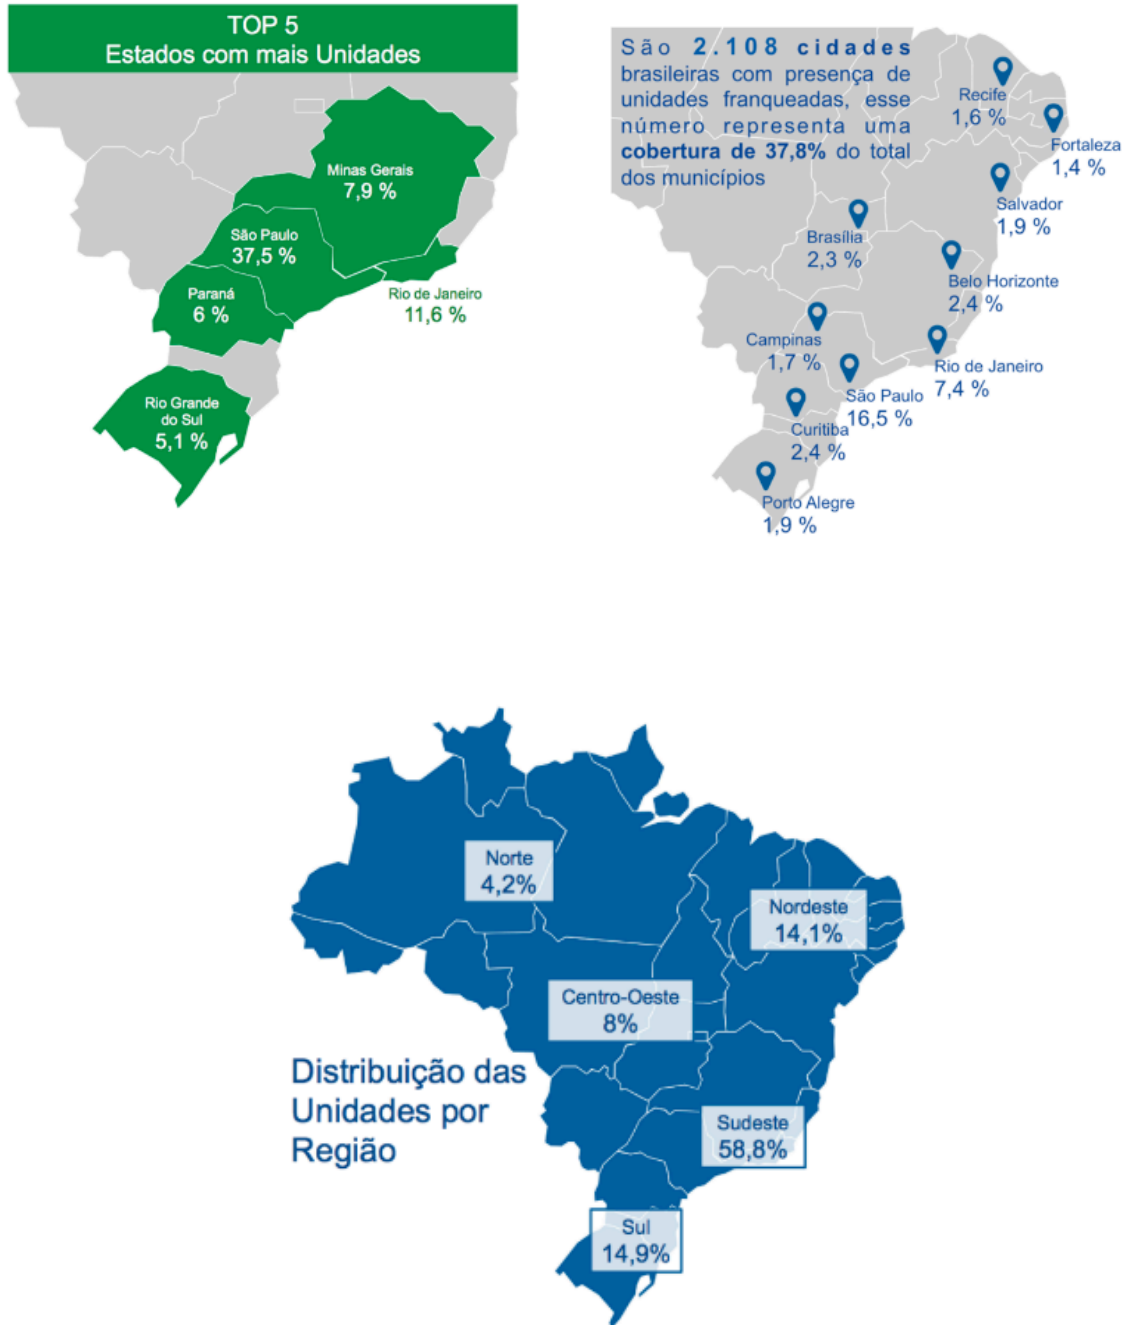 TOP 5
Estados com mais Unidades
Minas Gerais
7,9 %
São Paulo
37,5 %
Paraná
6 %
Rio de Janeiro
11,6 %
Rio Grande
do Sul
5,1 %
São 2.108 cidades
brasileiras com presença de
unidades franqueadas, esse
número representa uma
cobertura de 37,8% do total
dos municípios
Recife
1,6 %
Fortaleza
1,4 %
Salvador
1,9 %
Brasília
2,3 %
Belo Horizonte
2,4 %
Campinas
1,7 %
Rio de Janeiro
7,4 %
São Paulo
16,5 %
Curitiba
2,4 %
Porto Alegre
1,9 %
Norte
4,2%
Nordeste
14,1%
Centro-Oeste
8%
Distribuição das
Unidades por
Região
Sudeste
58,8%
Sul
14,9%